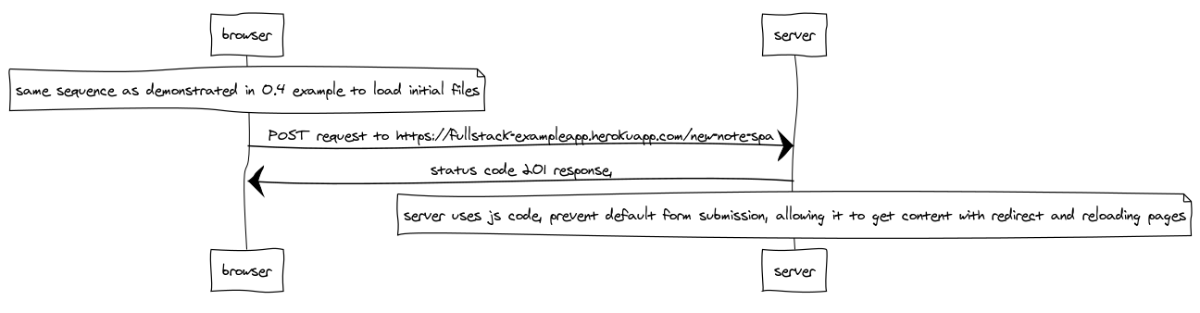 browser server
same sequence as demonstrated in 0.4 example to load initial files
POST request to https://fullstack-exampleapp.herokuapp.com/new-note-spa
status code 201 response,
server uses js code, prevent default form submission, allowing it to get content with redirect and reloading pages
browser server